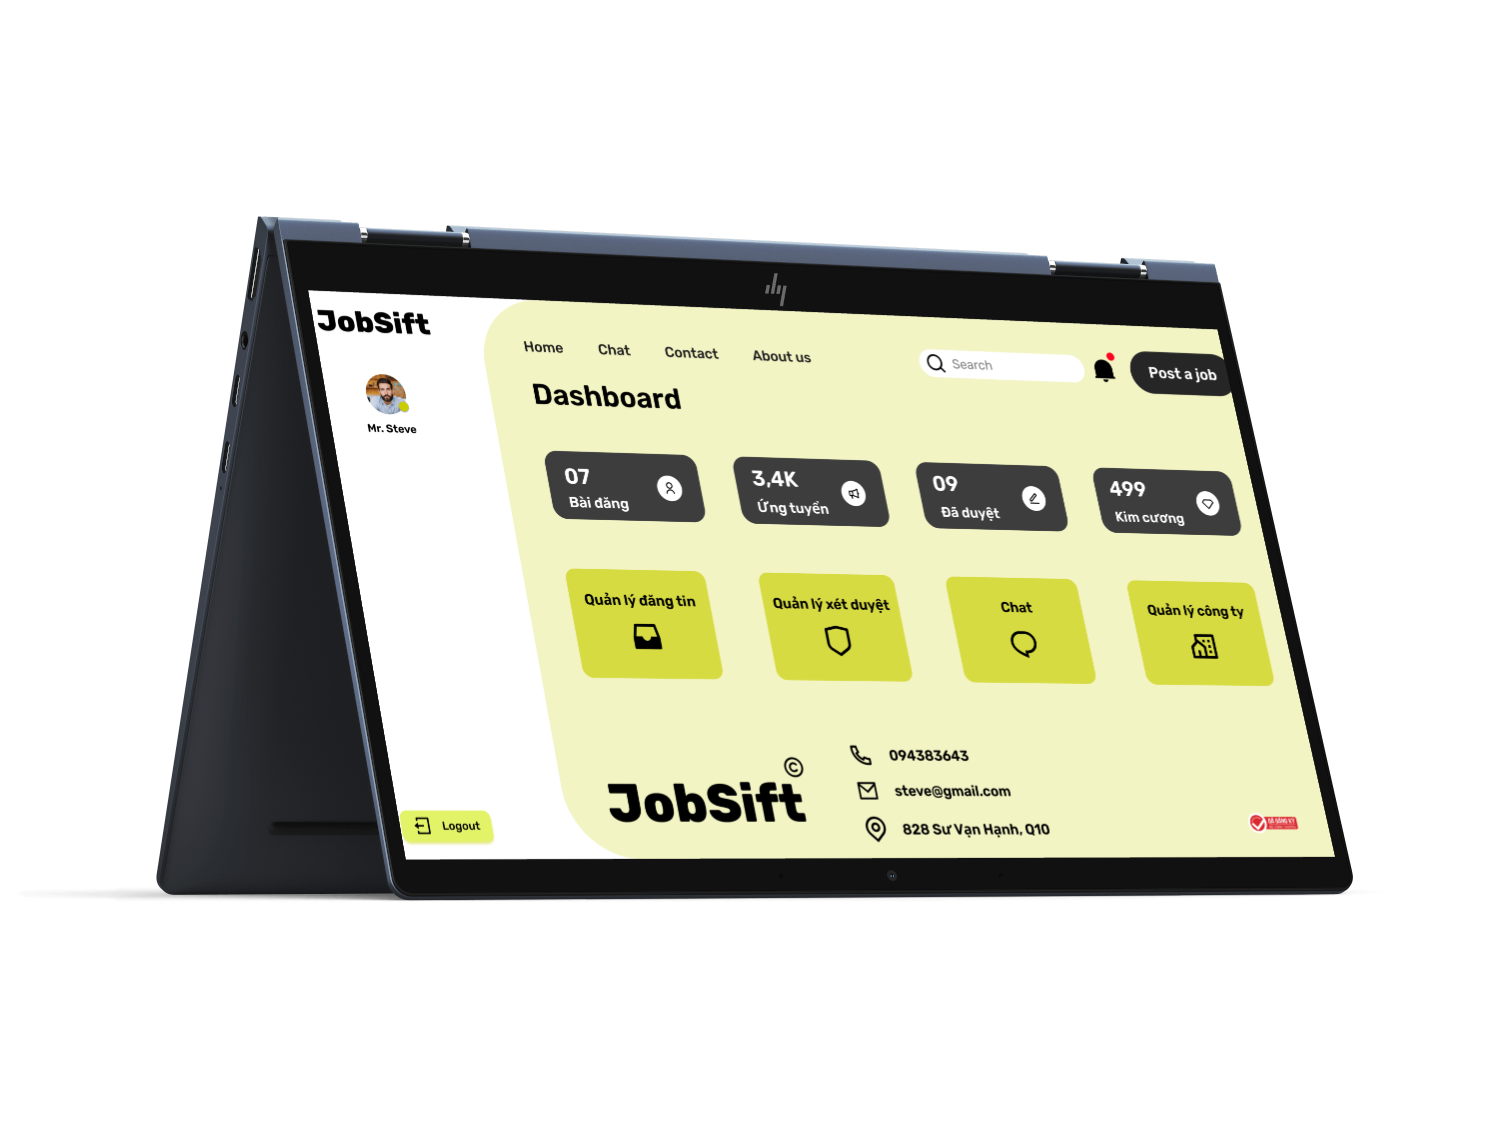 JobSift
Mr. Steve
Logout
Home Chat Contact About us
Search
Post a job
Dashboard
07
Bài đăng
3,4K
Ứng tuyển
09
Đã duyệt
499
Kim cương
Quản lý đăng tin
Quản lý xét duyệt
Chat
Quản lý công ty
JobSift ©
094383643
steve@gmail.com
828 Sư Vạn Hạnh, Q10
ĐÃ ĐĂNG KÝ